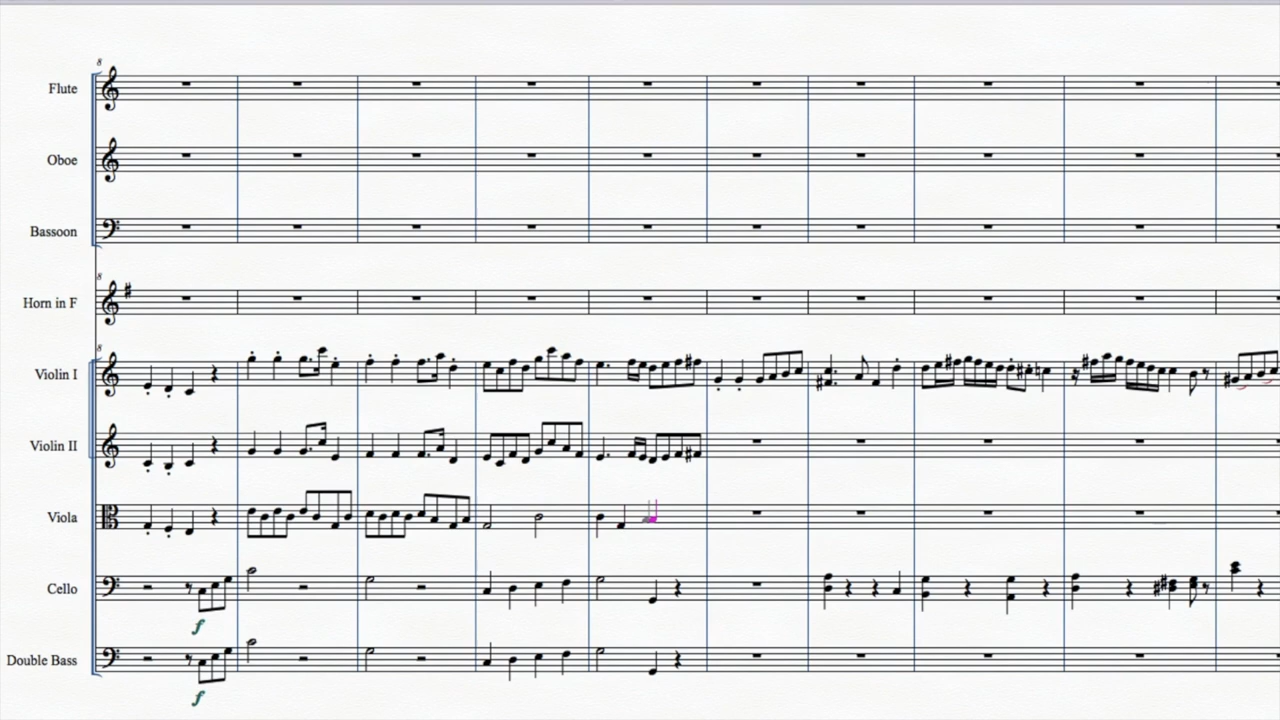 8
Flute
Oboe
Bassoon
8
Horn in F
8
Violin I
Violin II
Viola
Cello
f
Double Bass
f